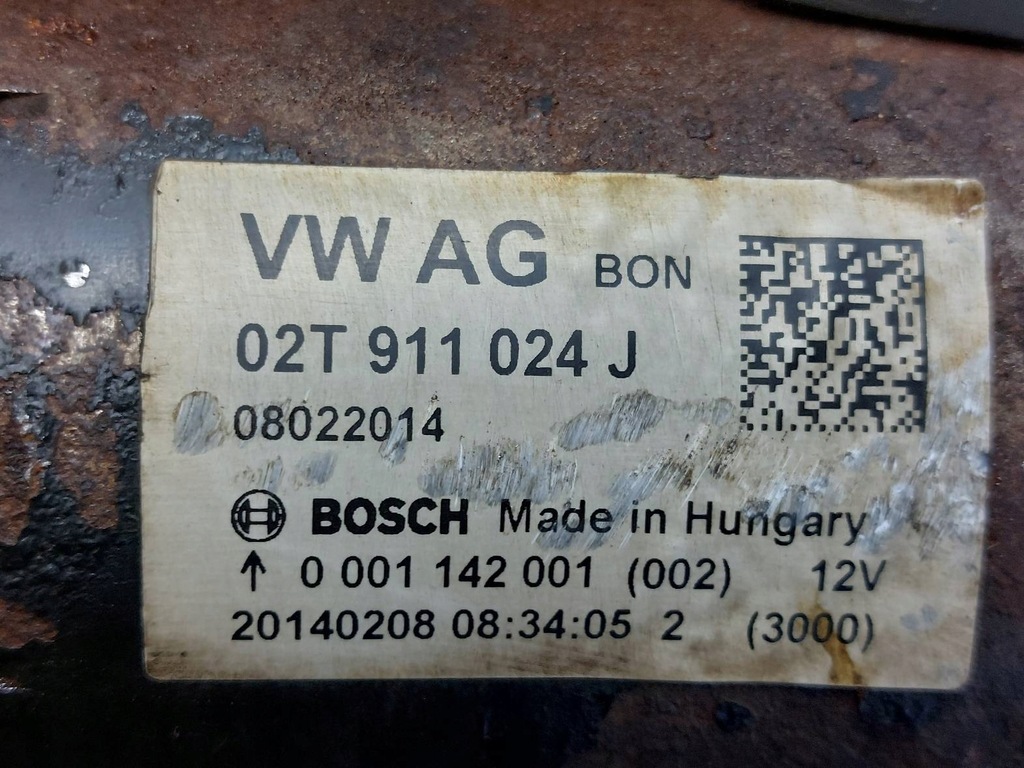 VW AG BON
02T 911 024 J
08022014
BOSCH Made in Hungary
↑ 0 001 142 001 (002) 12V
20140208 08:34:05 2 (3000)